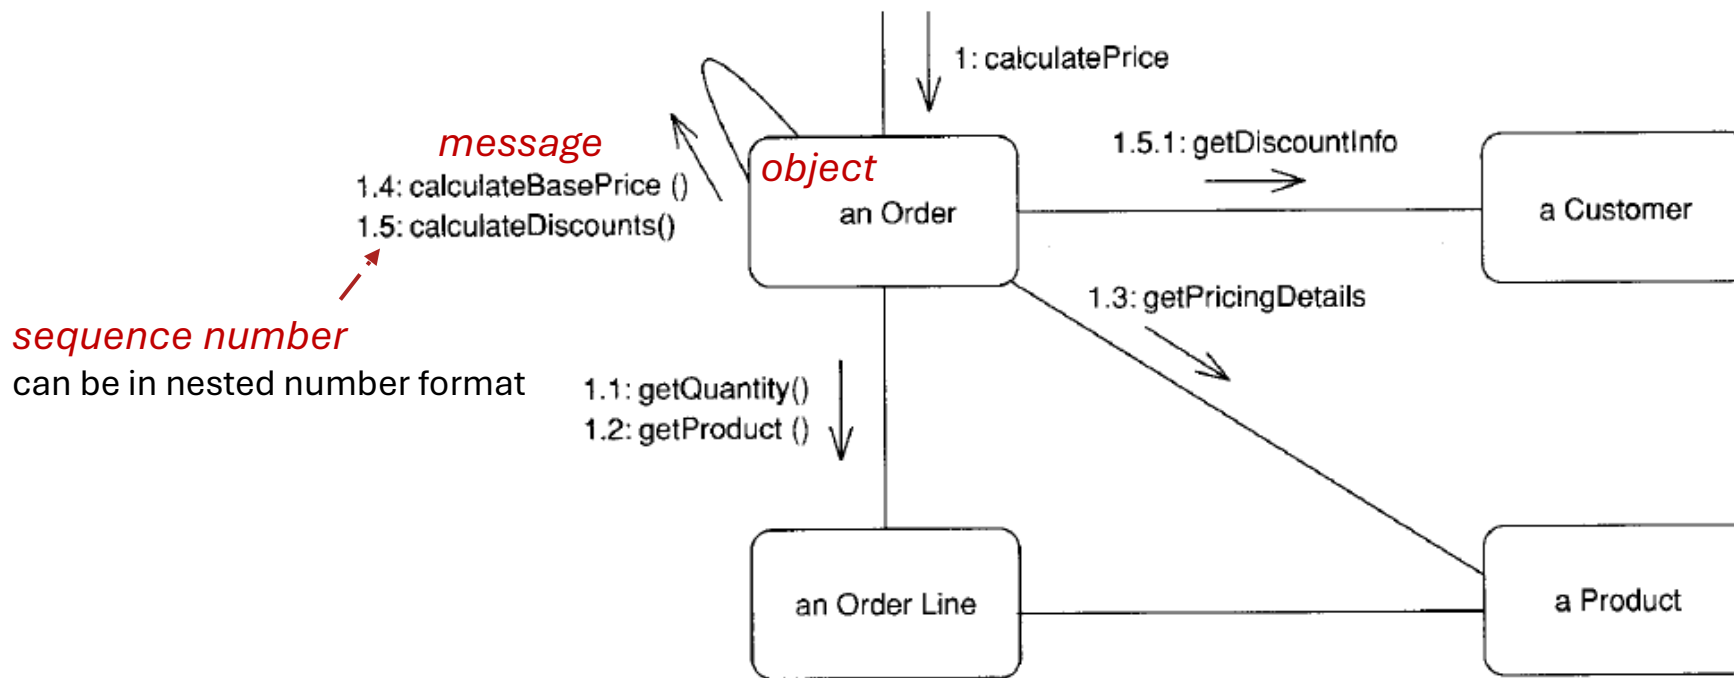 1: calculatePrice
message
object
1.5.1: getDiscountInfo
1.4: calculateBasePrice ()
1.5: calculateDiscounts()
an Order
a Customer
sequence number
can be in nested number format
1.3: getPricingDetails
1.1: getQuantity()
1.2: getProduct ()
an Order Line
a Product